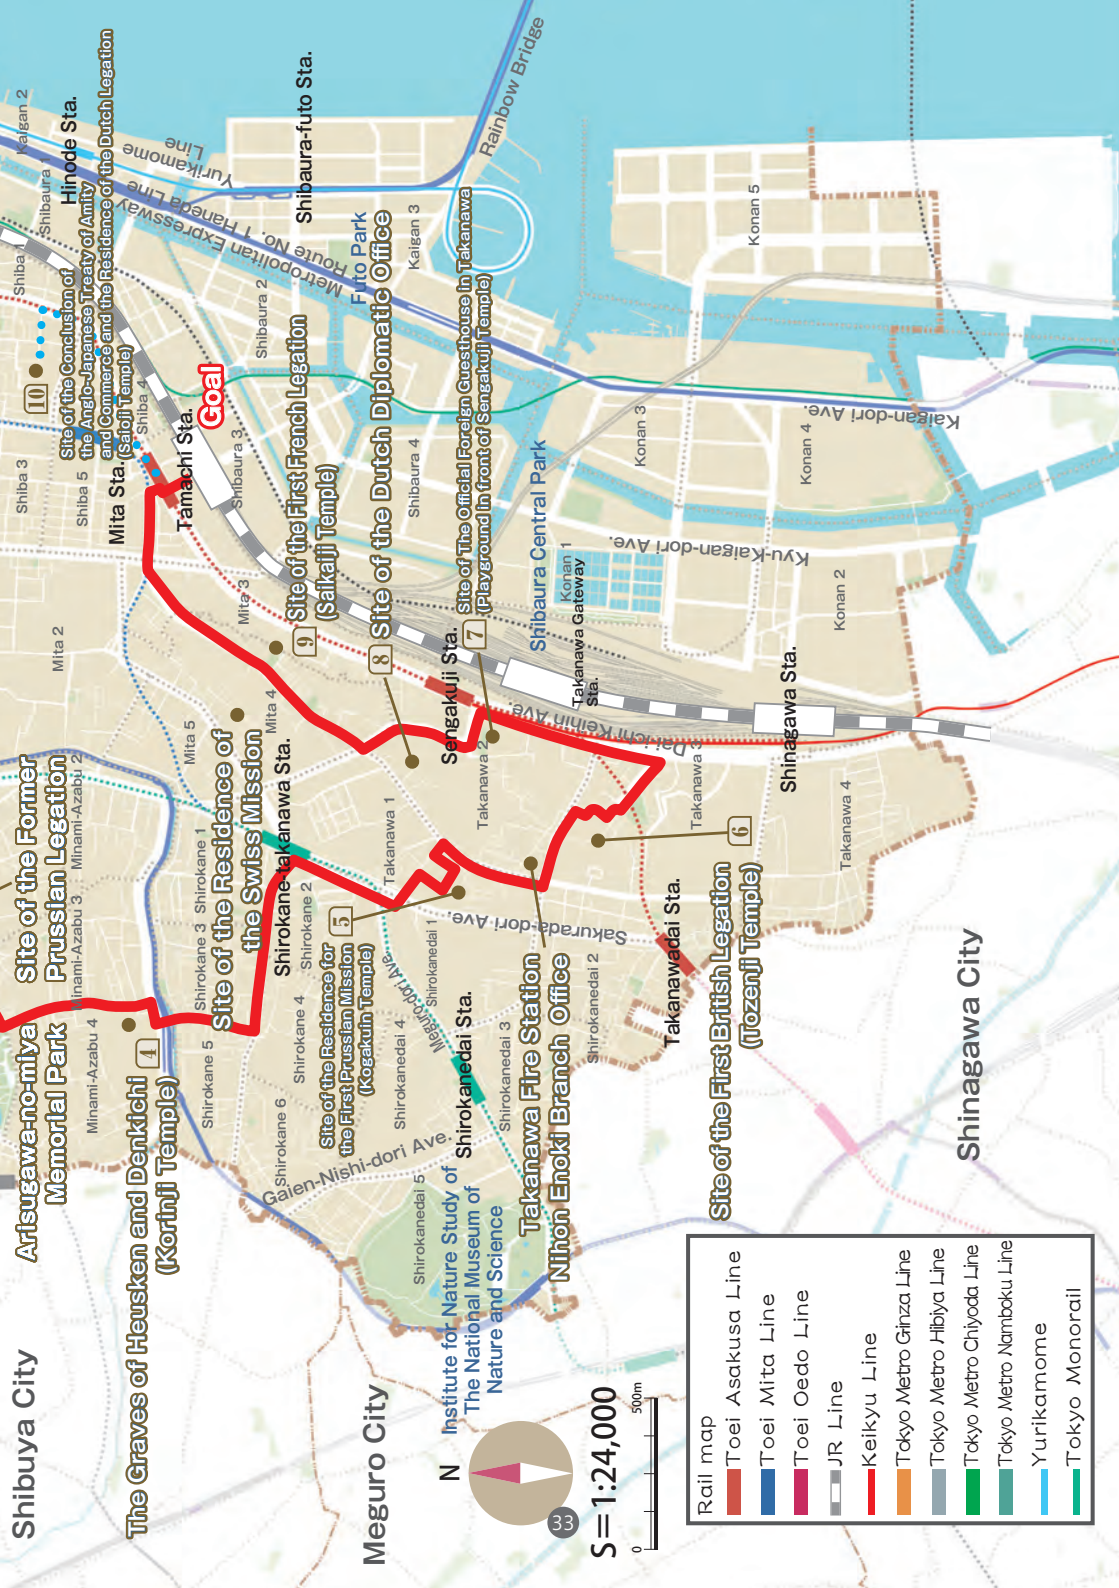 Shibuya City
Arisugawa-no-miya
Memorial Park
Site of the Former
Prussian Legation
Minami-Azabu 2
Minami-Azabu 3
Minami-Azabu 4
The Graves of Heusken and Denkichi
(Korinji Temple)
4
Shirokane 1
Shirokane 2
Shirokane 3
Shirokane 4
Shirokane 5
Shirokane 6
Site of the Residence of
the Swiss Mission
Shirokane-takanawa Sta.
Mita 2
Mita 3
Mita 4
Mita 5
Shiba 3
Shiba 4
Shiba 5
Shiba 1
Shibaura 1
Kaigan 2
Hinode Sta.
10
Site of the Conclusion of
the Anglo-Japanese Treaty of Amity
and Commerce and the Residence of the Dutch Legation
(Saioji Temple)
Mita Sta.
Tamachi Sta.
Goal
Shibaura 2
Shibaura 3
Shibaura 4
Yurikamome
Line
Metropolitan Expressway
Route No. 1 Haneda Line
Shibaura-futo Sta.
Futo Park
Kaigan 3
Rainbow Bridge
9
Site of the First French Legation
(Saikaiji Temple)
8
Site of the Dutch Diplomatic Office
7
Site of The Official Foreign Guesthouse in Takanawa
(Playground in front of Sengakuji Temple)
Sengakuji Sta.
Shibaura Central Park
Konan 1
Takanawa Gateway
Sta.
Konan 2
Konan 3
Konan 4
Konan 5
Kaigan-dori Ave.
Kyu-Kaigan-dori Ave.
Dai-ichi Keihin Ave.
Shinagawa Sta.
Takanawa 1
Takanawa 2
Takanawa 3
Takanawa 4
5
Site of the Residence for
the First Prussian Mission
(Kogakuin Temple)
Meguro-dori Ave.
Sakurada-dori Ave.
Shirokanedai 1
Shirokanedai 2
Shirokanedai 3
Shirokanedai 4
Shirokanedai 5
Shirokanedai Sta.
Gaien-Nishi-dori Ave.
Institute for Nature Study of
The National Museum of
Nature and Science
Takanawa Fire Station
Nihon Enoki Branch Office
Takanawadai Sta.
6
Site of the First British Legation
(Tozenji Temple)
Shinagawa City
Meguro City
N
33
S=1:24,000
0
500m
Rail map
Toei Asakusa Line
Toei Mita Line
Toei Oedo Line
JR Line
Keikyu Line
Tokyo Metro Ginza Line
Tokyo Metro Hibiya Line
Tokyo Metro Chiyoda Line
Tokyo Metro Namboku Line
Yurikamome
Tokyo Monorail